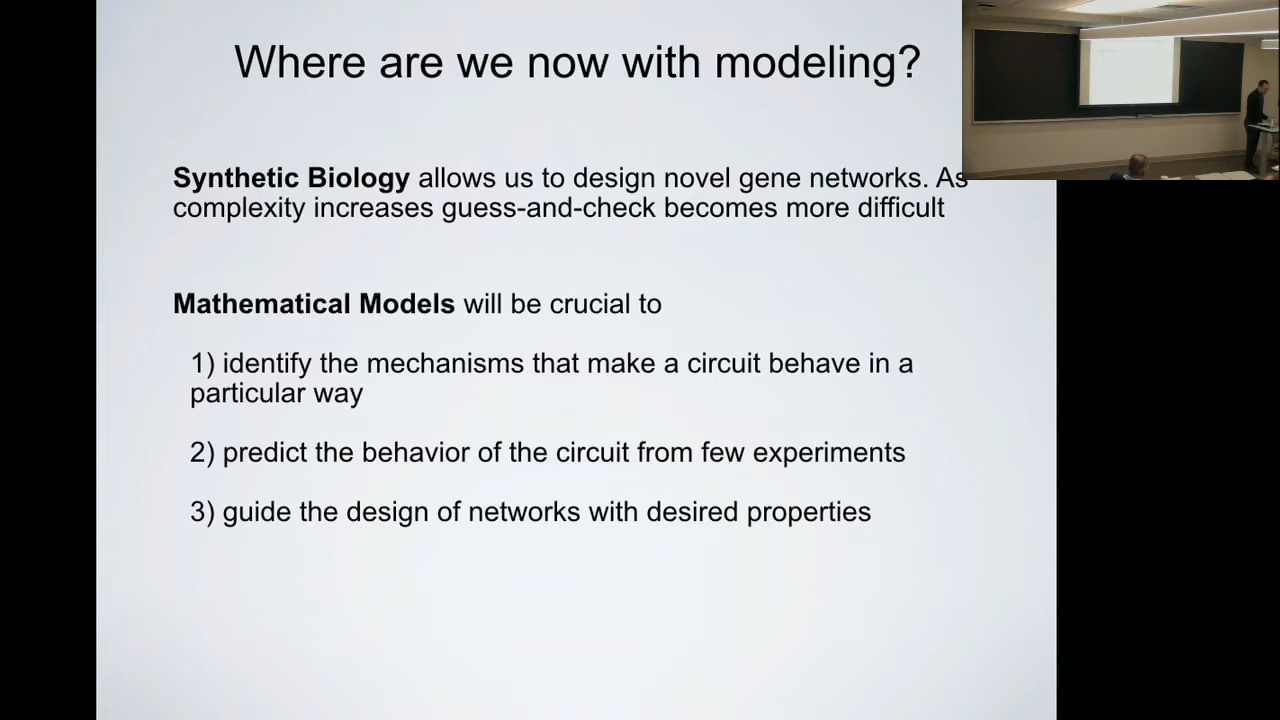 Where are we now with modeling?
Synthetic Biology allows us to design novel gene networks. As
complexity increases guess-and-check becomes more difficult
Mathematical Models will be crucial to
1) identify the mechanisms that make a circuit behave in a
particular way
2) predict the behavior of the circuit from few experiments
3) guide the design of networks with desired properties